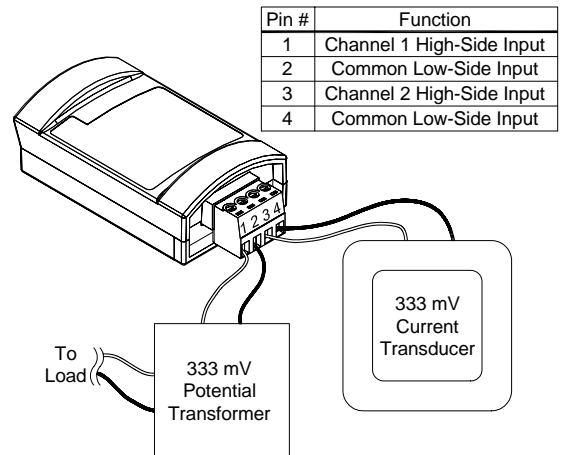 Pin # Function
1 Channel 1 High-Side Input
2 Common Low-Side Input
3 Channel 2 High-Side Input
4 Common Low-Side Input
1 2 3 4
333 mV
Current
Transducer
To
Load
333 mV
Potential
Transformer